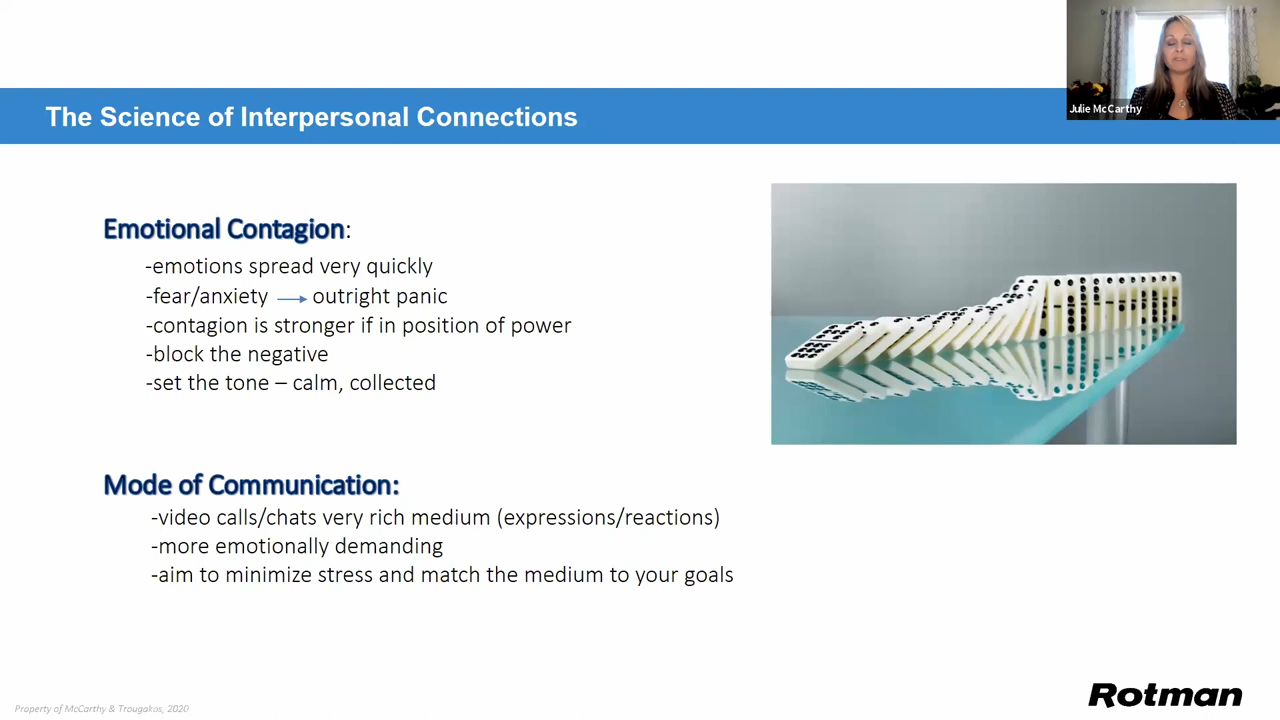 Julie McCarthy
The Science of Interpersonal Connections
Emotional Contagion:
-emotions spread very quickly
-fear/anxiety → outright panic
-contagion is stronger if in position of power
-block the negative
-set the tone – calm, collected
Mode of Communication:
-video calls/chats very rich medium (expressions/reactions)
-more emotionally demanding
-aim to minimize stress and match the medium to your goals
Property of McCarthy & Trougakos, 2020
Rotman